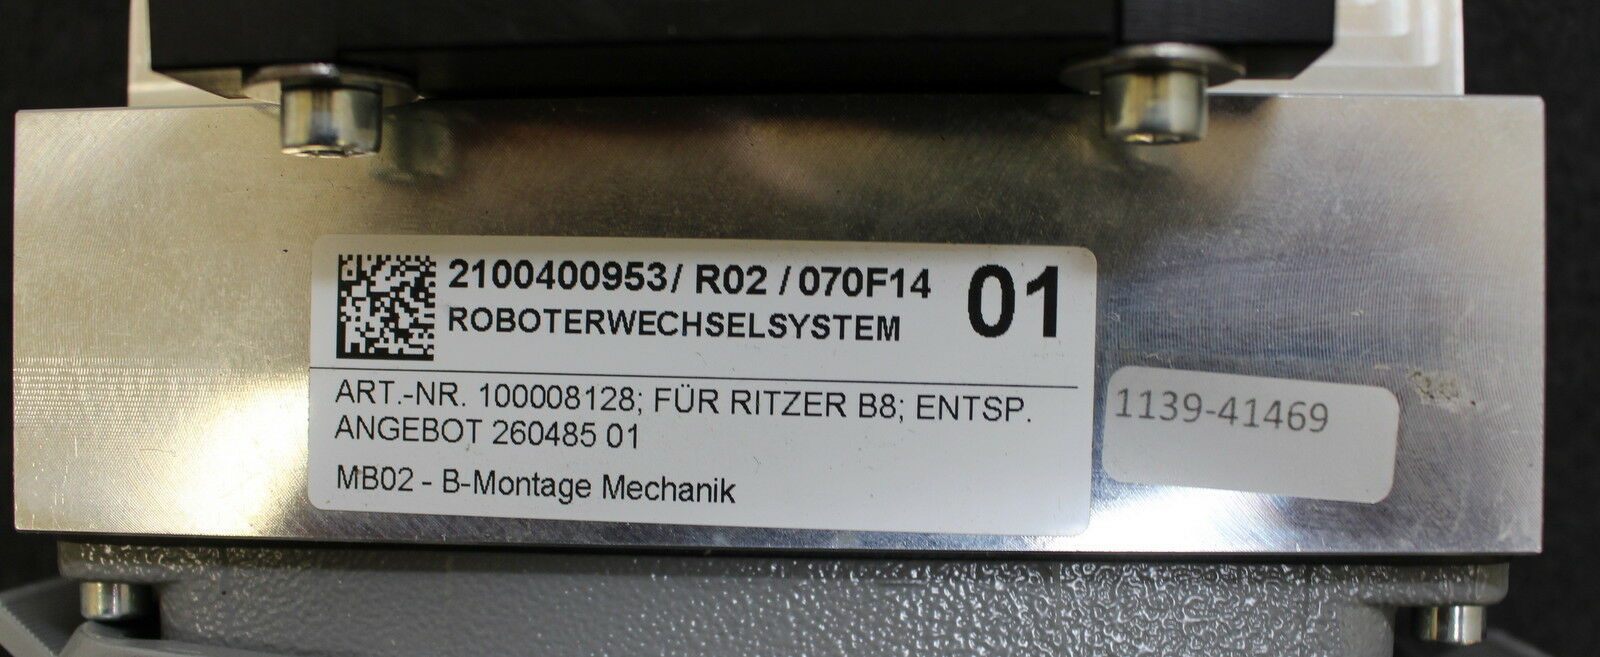 2100400953/ R02 / 070F14 01
ROBOTERWECHSELSYSTEM
ART.-NR. 100008128; FÜR RITZER B8; ENTSP.
ANGEBOT 260485 01
MB02 - B-Montage Mechanik
1139-41469